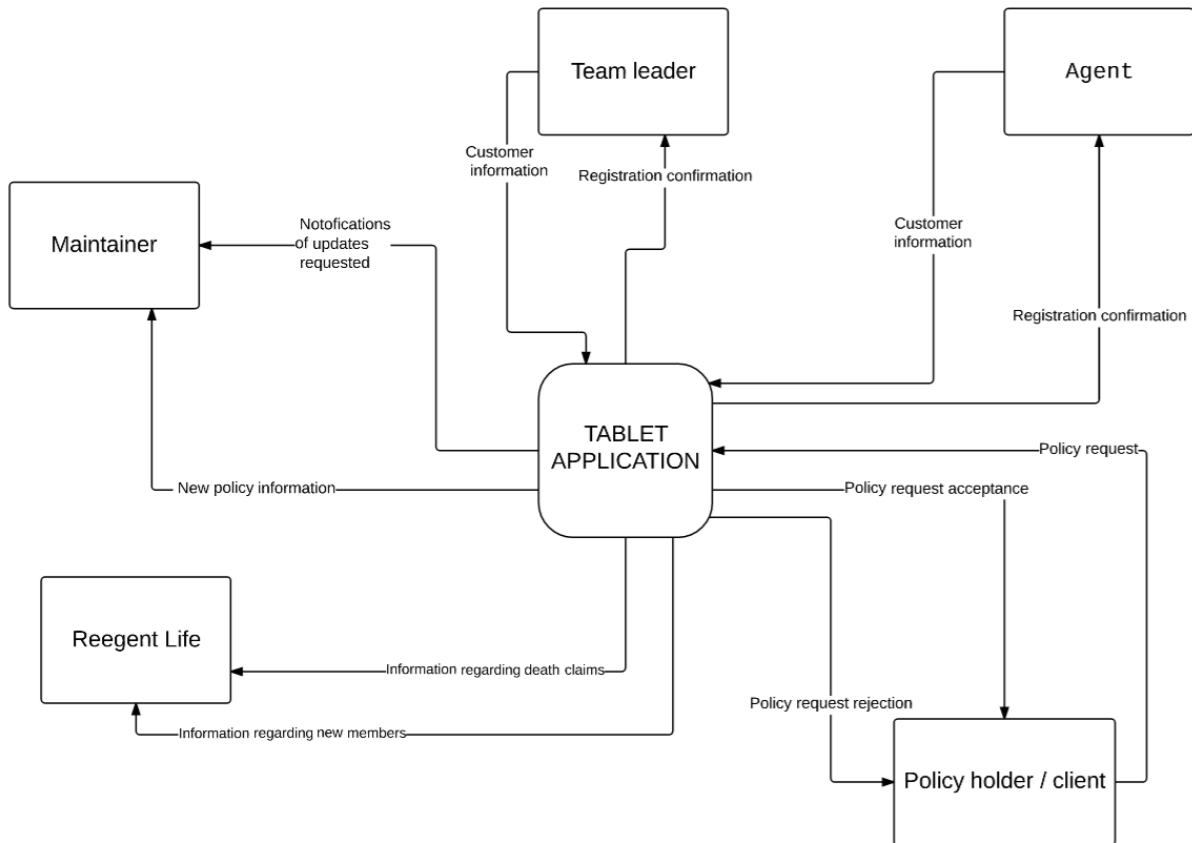 Team leader
Agent
Customer
information
Registration confirmation
Customer
information
Maintainer
Notofications
of updates
requested
Registration confirmation
TABLET
APPLICATION
Policy request
New policy information
Policy request acceptance
Reegent Life
Information regarding death claims
Policy request rejection
Information regarding new members
Policy holder / client